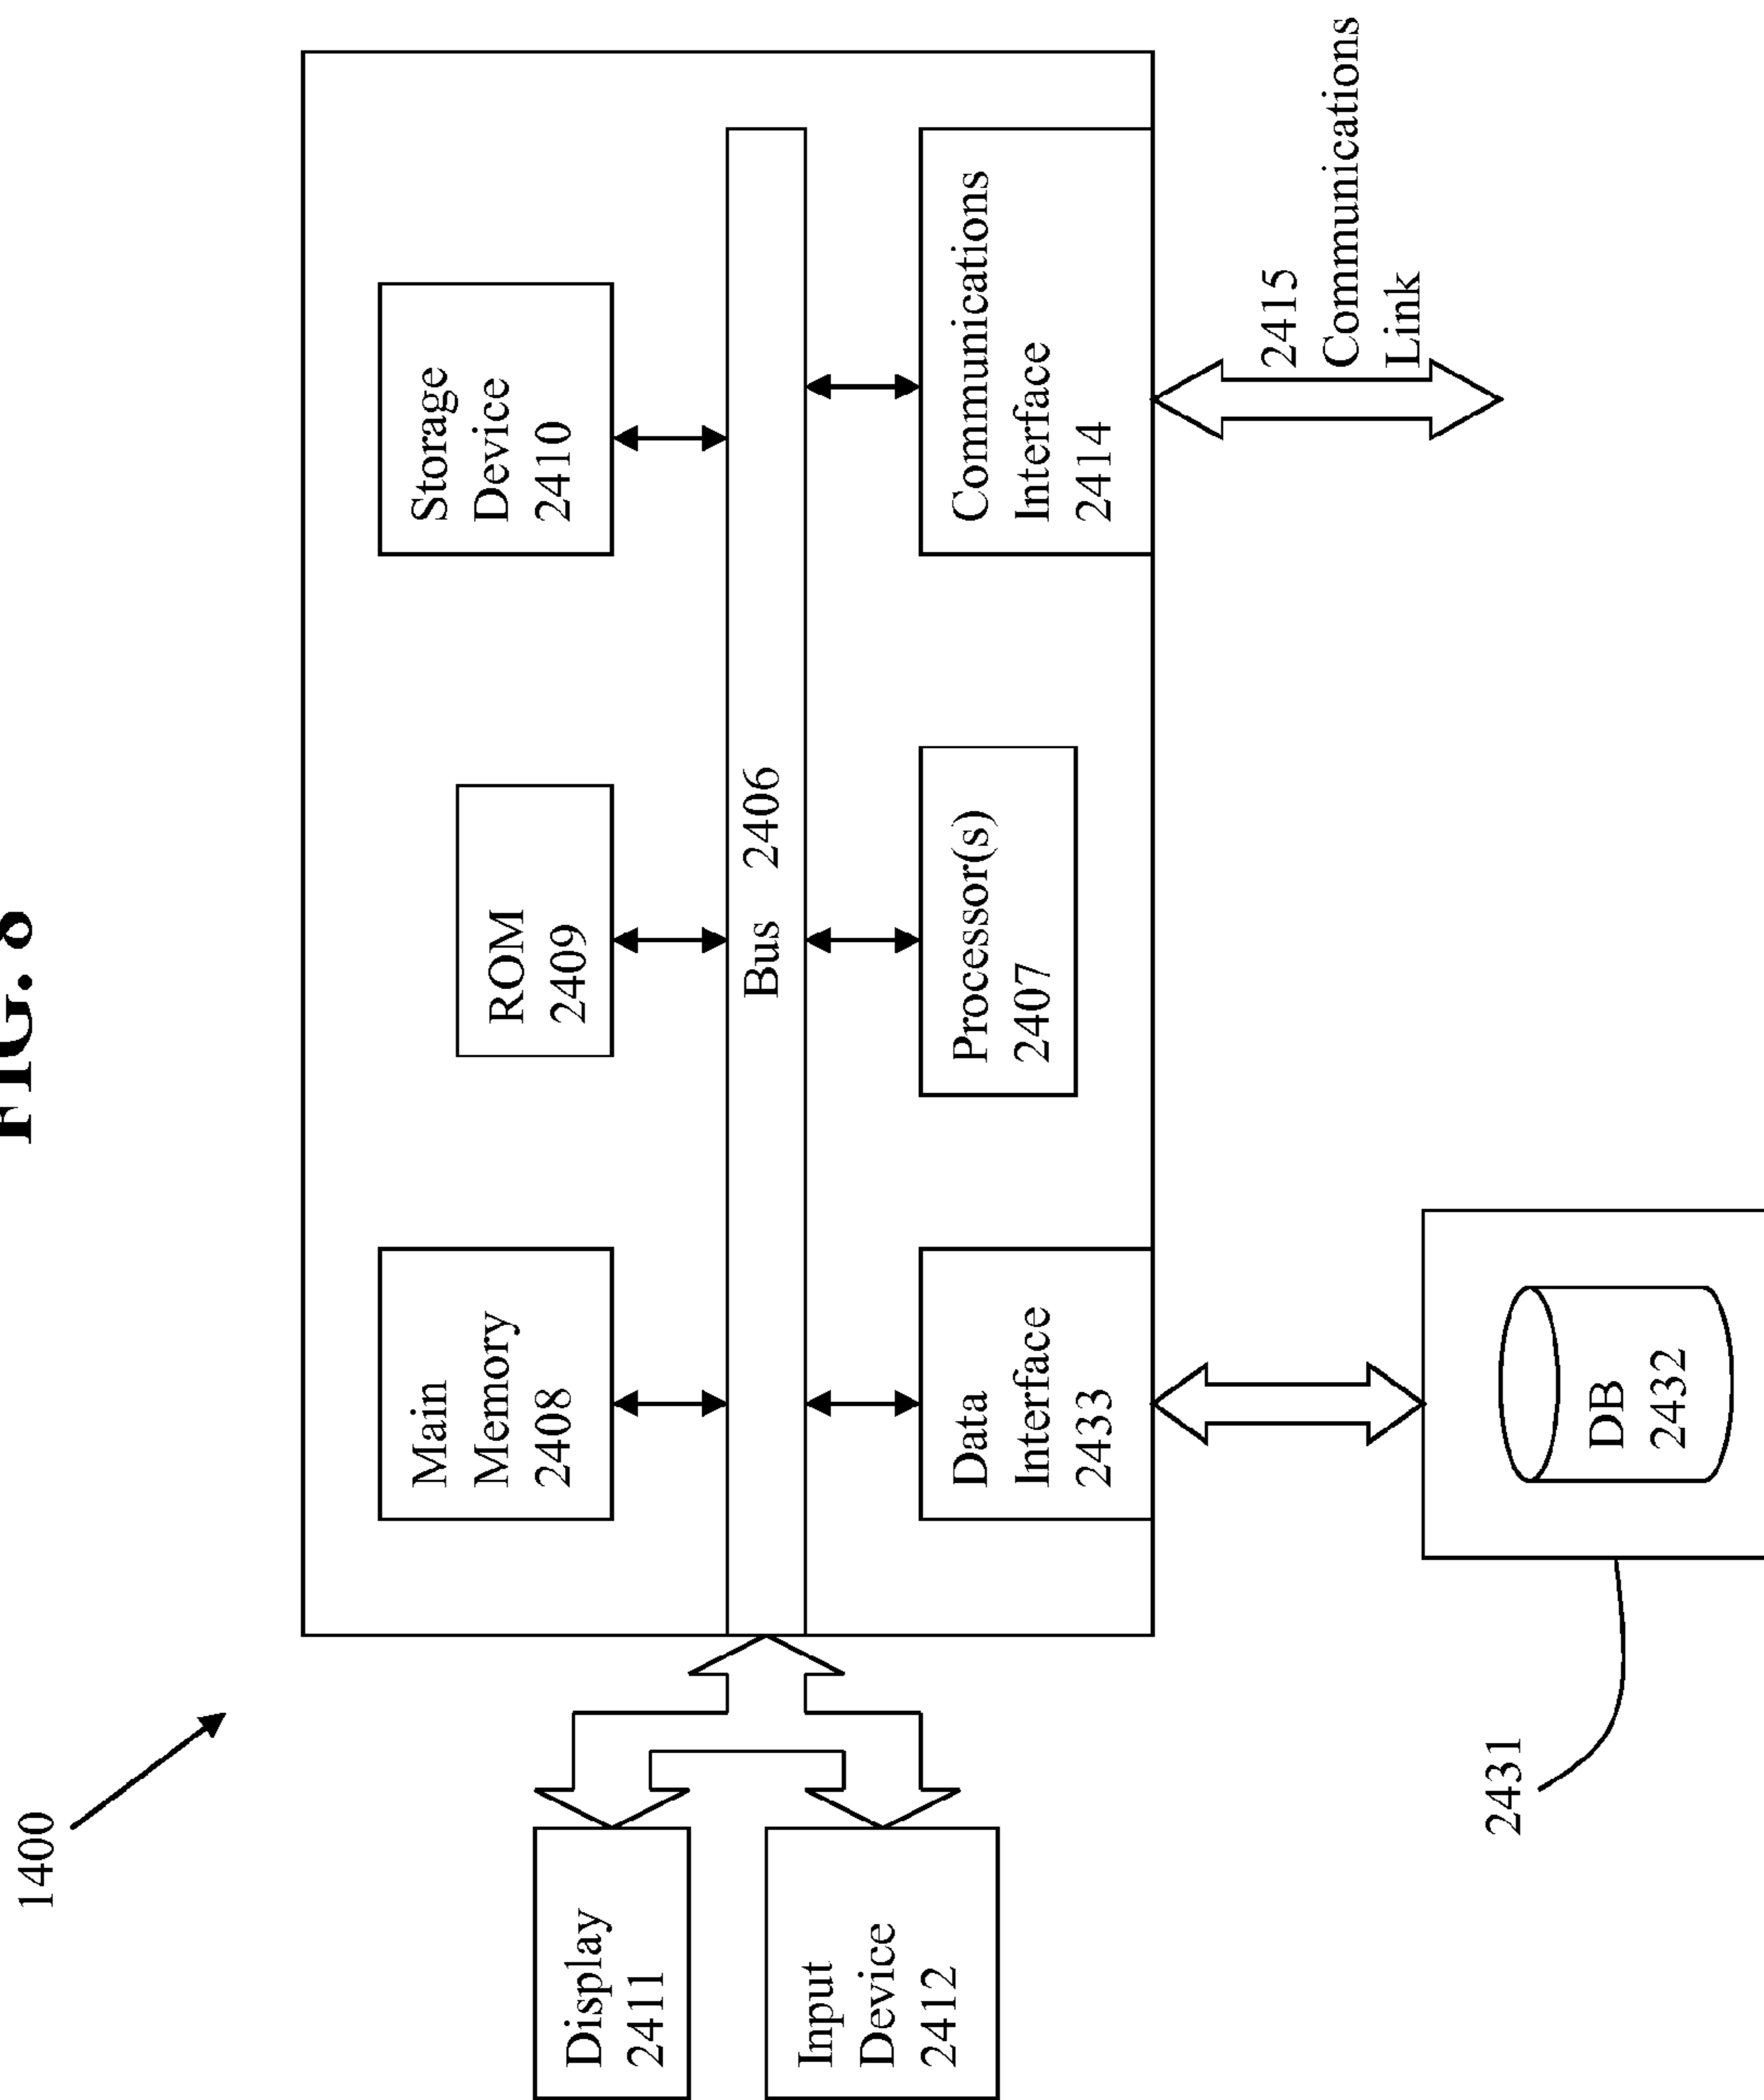 FIG. 8
1400
Main
Memory
2408
ROM
2409
Storage
Device
2410
Display
2411
Bus 2406
Input
Device
2412
Data
Interface
2433
Processor(s)
2407
Communications
Interface
2414
2415
Communications
Link
2431
DB
2432